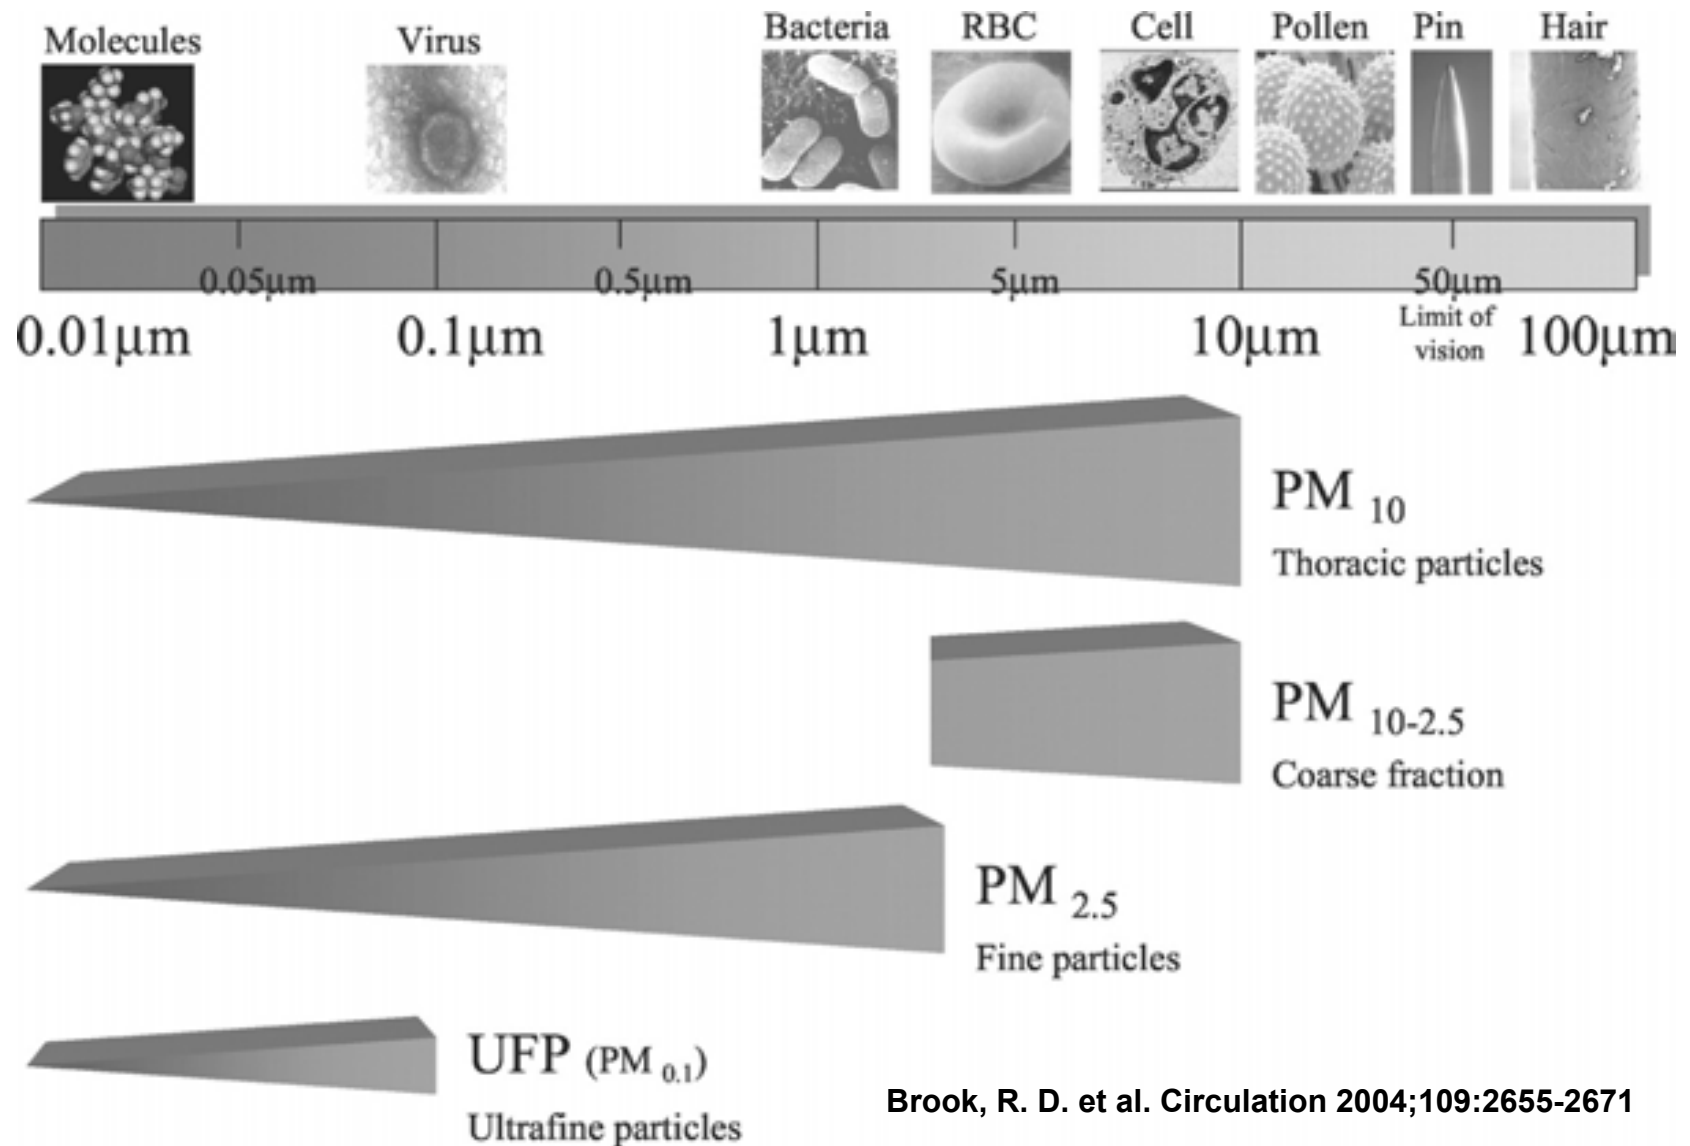 Molecules Virus Bacteria RBC Cell Pollen Pin Hair
0.05μm 0.5μm 5μm 50μm
0.01μm 0.1μm 1μm 10μm Limit of vision 100μm
PM 10
Thoracic particles
PM 10-2.5
Coarse fraction
PM 2.5
Fine particles
UFP (PM 0.1)
Ultrafine particles
Brook, R. D. et al. Circulation 2004;109:2655-2671